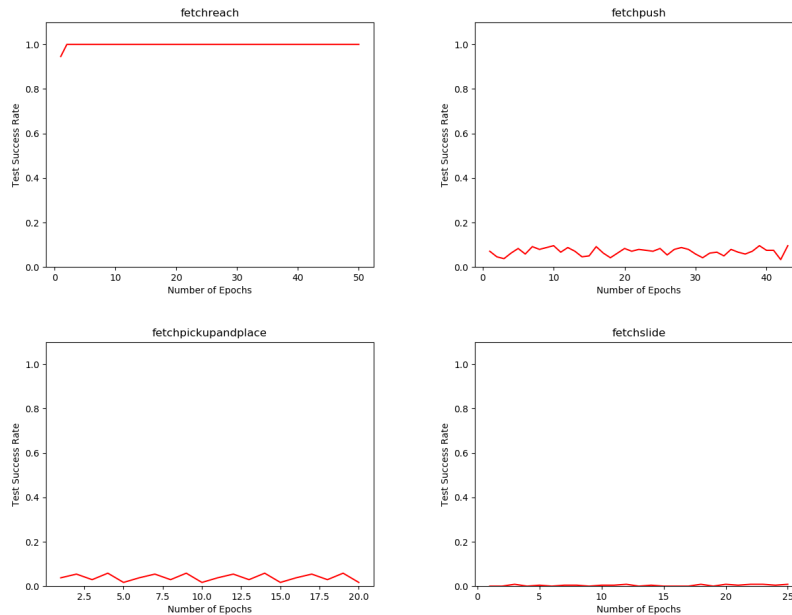 fetchreach
1.0
0.8
0.6
0.4
0.2
0.0
Test Success Rate
0 10 20 30 40 50
Number of Epochs
fetchpush
1.0
0.8
0.6
0.4
0.2
0.0
Test Success Rate
0 10 20 30 40
Number of Epochs
fetchpickupandplace
1.0
0.8
0.6
0.4
0.2
0.0
Test Success Rate
2.5 5.0 7.5 10.0 12.5 15.0 17.5 20.0
Number of Epochs
fetchslide
1.0
0.8
0.6
0.4
0.2
0.0
Test Success Rate
0 5 10 15 20 25
Number of Epochs